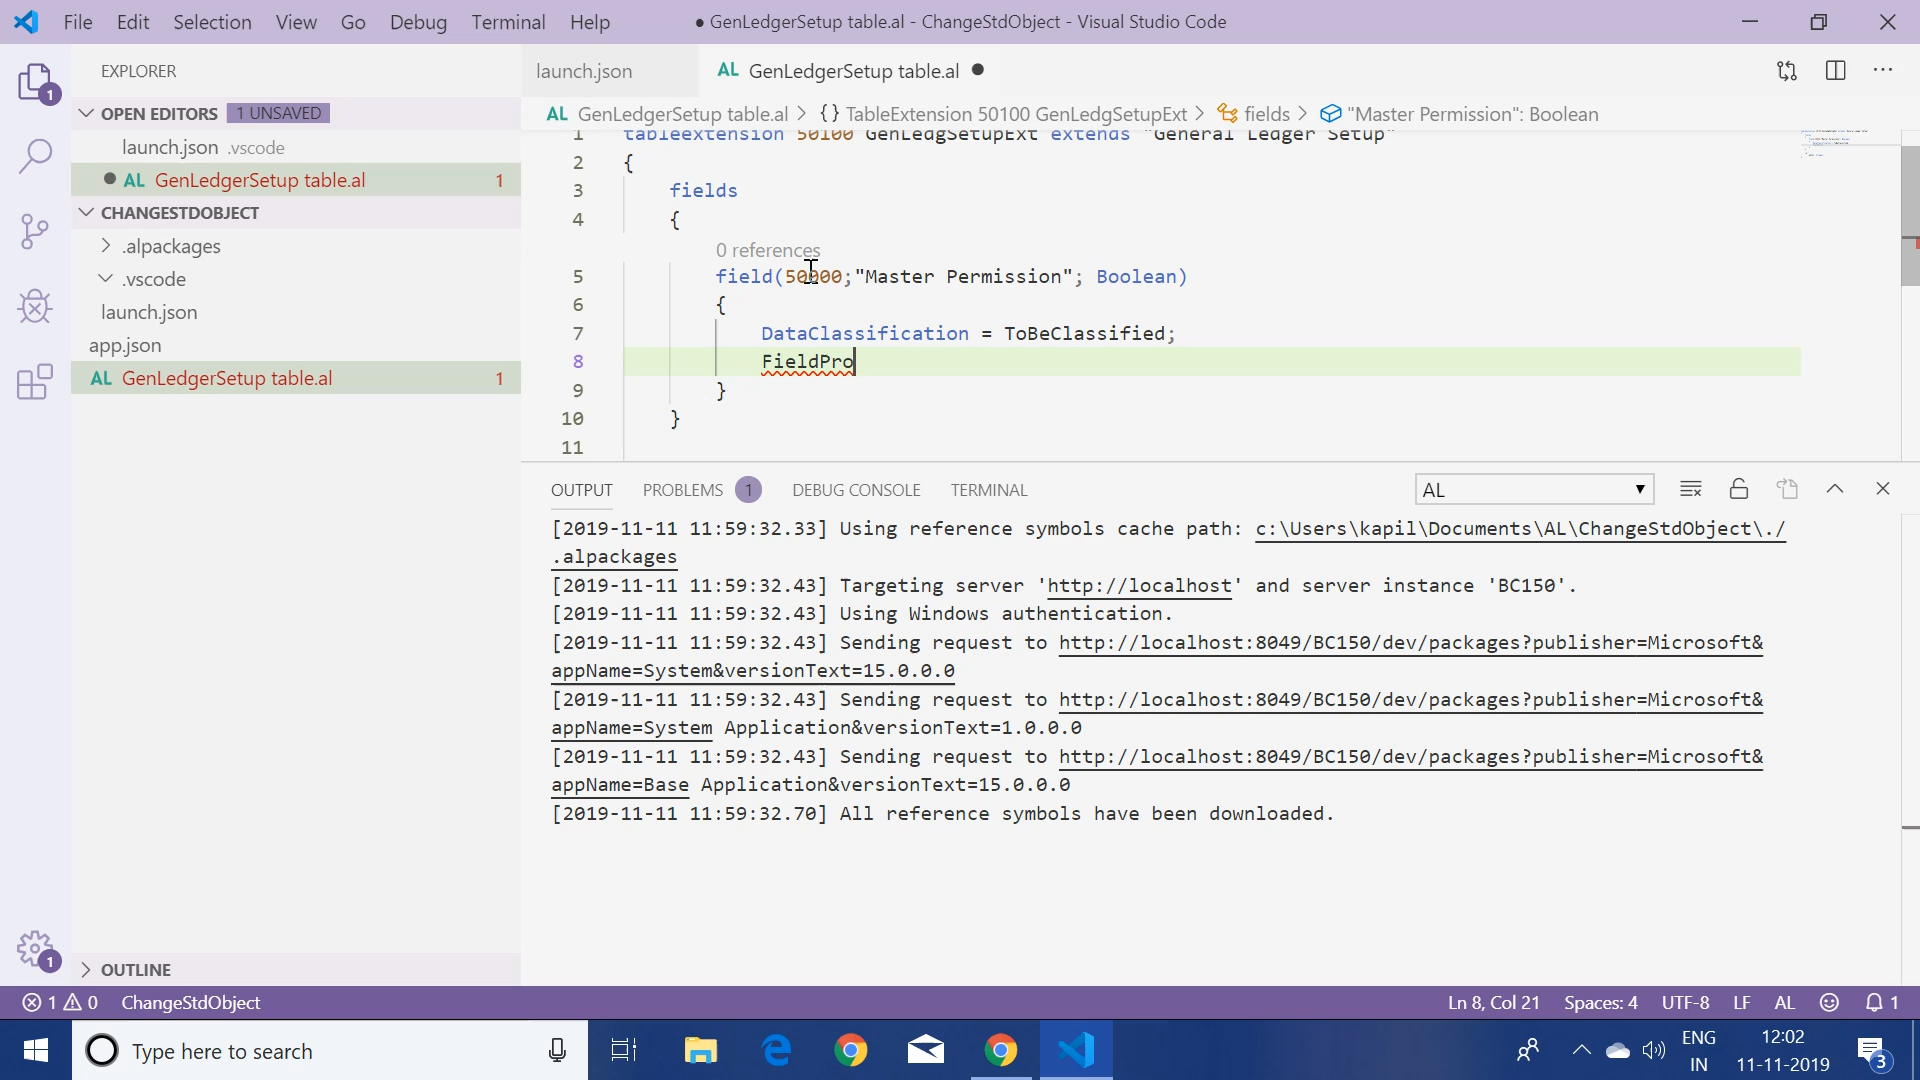 File Edit Selection View Go Debug Terminal Help
● GenLedgerSetup table.al - ChangeStdObject - Visual Studio Code
EXPLORER
1
OPEN EDITORS 1 UNSAVED
launch.json .vscode
AL GenLedgerSetup table.al 1
CHANGESTDOBJECT
.alpackages
.vscode
launch.json
app.json
AL GenLedgerSetup table.al 1
OUTLINE
1
launch.json
AL GenLedgerSetup table.al
AL GenLedgerSetup table.al > {} TableExtension 50100 GenLedgSetupExt > fields > "Master Permission": Boolean
1 tableextension 50100 GenLedgSetupExt extends "General Ledger Setup"
2 {
3 fields
4 {
0 references
5 field(50000;"Master Permission"; Boolean)
6 {
7 DataClassification = ToBeClassified;
8 FieldPro
9 }
10 }
11
OUTPUT PROBLEMS 1 DEBUG CONSOLE TERMINAL
AL
[2019-11-11 11:59:32.33] Using reference symbols cache path: c:\Users\kapil\Documents\AL\ChangeStdObject\./
.alpackages
[2019-11-11 11:59:32.43] Targeting server 'http://localhost' and server instance 'BC150'.
[2019-11-11 11:59:32.43] Using Windows authentication.
[2019-11-11 11:59:32.43] Sending request to http://localhost:8049/BC150/dev/packages?publisher=Microsoft&
appName=System&versionText=15.0.0.0
[2019-11-11 11:59:32.43] Sending request to http://localhost:8049/BC150/dev/packages?publisher=Microsoft&
appName=System Application&versionText=1.0.0.0
[2019-11-11 11:59:32.43] Sending request to http://localhost:8049/BC150/dev/packages?publisher=Microsoft&
appName=Base Application&versionText=15.0.0.0
[2019-11-11 11:59:32.70] All reference symbols have been downloaded.
1 0 ChangeStdObject
Ln 8, Col 21 Spaces: 4 UTF-8 LF AL 1
Type here to search
ENG
IN
12:02
11-11-2019
3